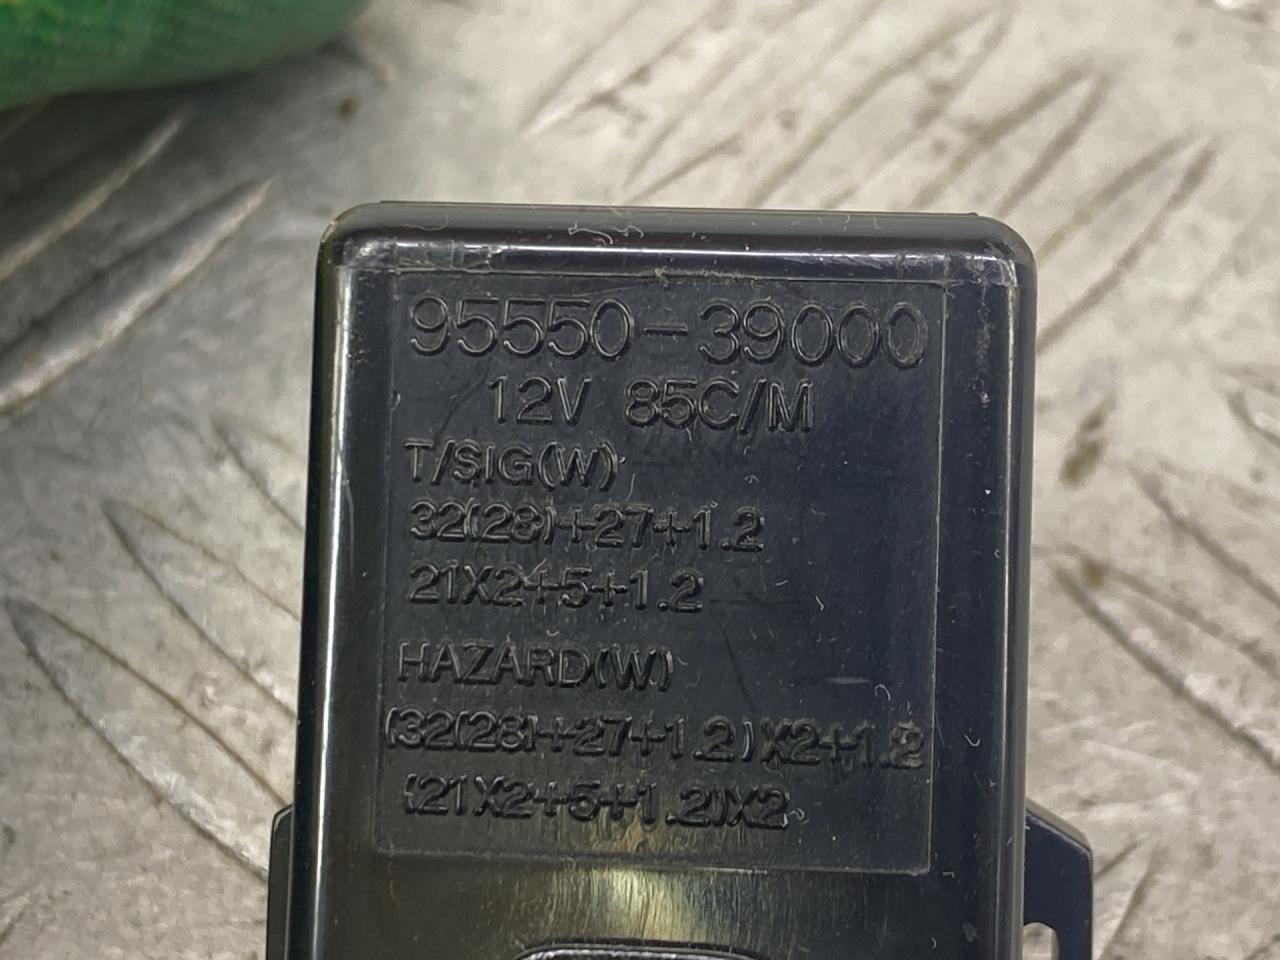 95550-39000
12V 85C/M
T/SIG(W)
32(28)+27+1.2
21X2+5+1.2
HAZARD(W)
(32(28)+27+1.2)X2+1.2
(21X2+5+1.2)X2